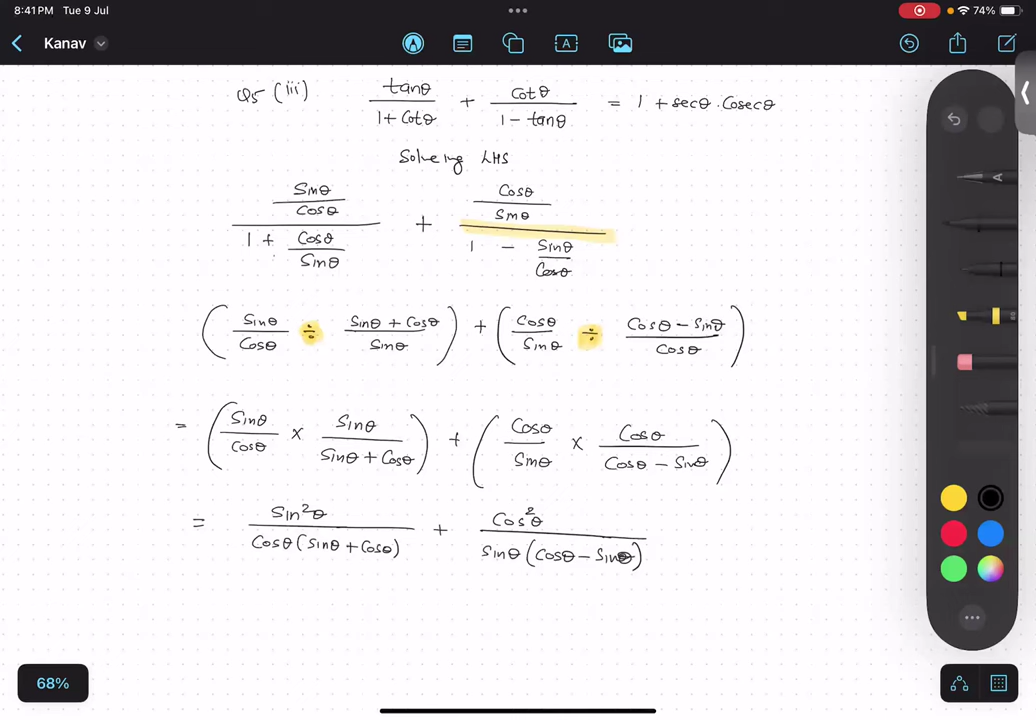 8:41 PM Tue 9 Jul
74%
Kanav
A
Q5 (iii) tanθ/(1 + Cotθ) + Cotθ/(1 - tanθ) = 1 + secθ . Cosecθ
A
Solving LHS
(Sinθ/Cosθ)/(1 + Cosθ/Sinθ) + (Cosθ/Sinθ)/(1 - Sinθ/Cosθ)
(Sinθ/Cosθ ÷ (Sinθ + Cosθ)/Sinθ) + (Cosθ/Sinθ ÷ (Cosθ - Sinθ)/Cosθ)
= (Sinθ/Cosθ × Sinθ/(Sinθ + Cosθ)) + (Cosθ/Sinθ × Cosθ/(Cosθ - Sinθ))
= Sin²θ/(Cosθ(Sinθ + Cosθ)) + Cos²θ/(Sinθ(Cosθ - Sinθ))
68%